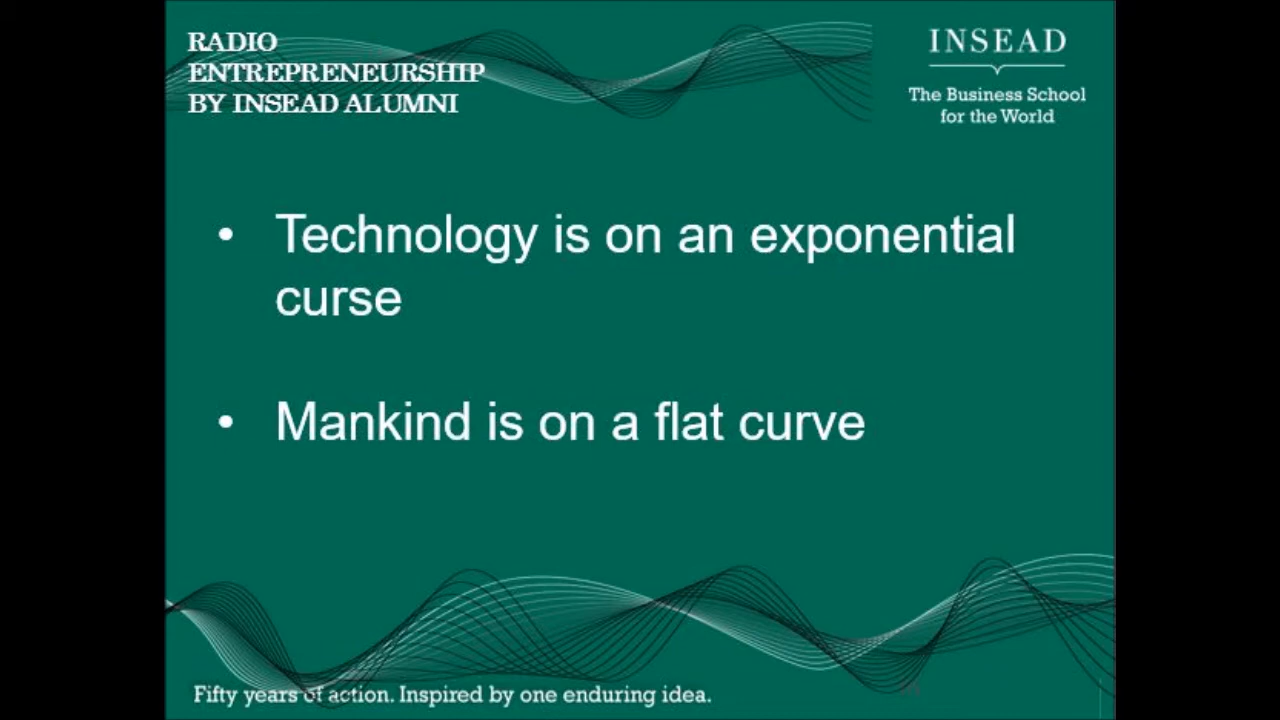 RADIO
ENTREPRENEURSHIP
BY INSEAD ALUMNI
INSEAD
The Business School
for the World
• Technology is on an exponential
curse
• Mankind is on a flat curve
Fifty years of action. Inspired by one enduring idea.